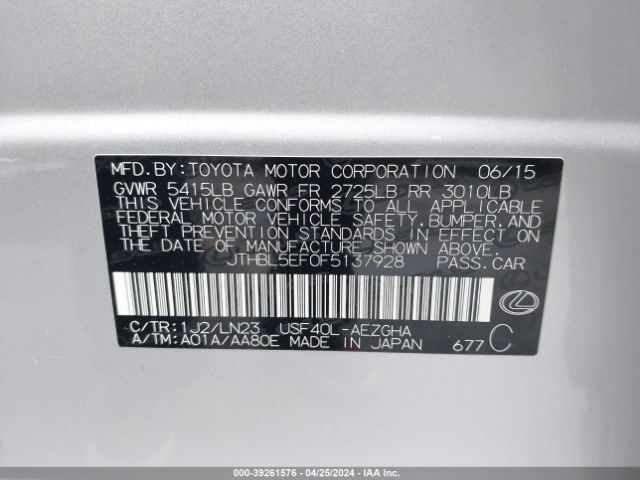 MFD.BY:TOYOTA MOTOR CORPORATION 06/15
GVWR 5415LB GAWR FR 2725LB RR 3010LB
THIS VEHICLE CONFORMS TO ALL APPLICABLE
FEDERAL MOTOR VEHICLE SAFETY,BUMPER,AND
THEFT PREVENTION STANDARDS IN EFFECT ON
THE DATE OF MANUFACTURE SHOWN ABOVE.
JTHBL5EF0F5137928 PASS.CAR
C/TR:1J2/LN23 USF40L-AEZGHA
A/TM:A01A/AA80E MADE IN JAPAN
677 C
000-39261576 - 04/25/2024 - IAA Inc.